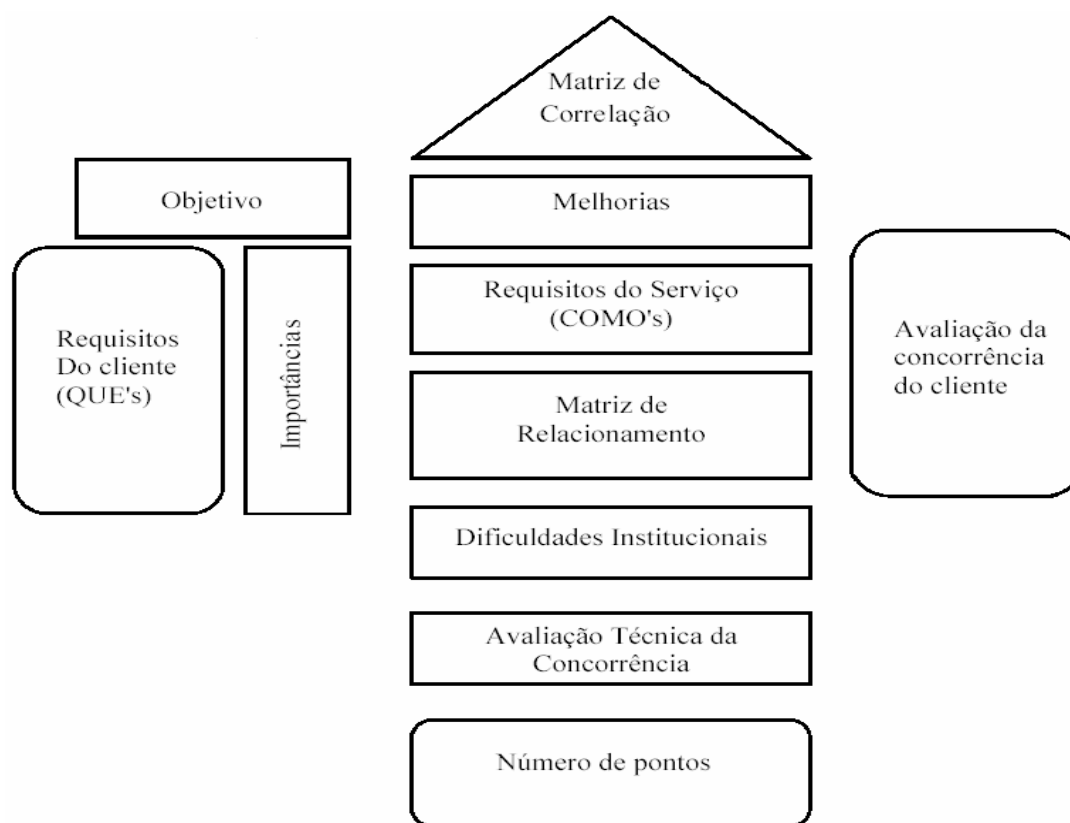 Matriz de
Correlação
Objetivo
Melhorias
Requisitos
Do cliente
(QUE's)
Importâncias
Requisitos do Serviço
(COMO's)
Avaliação da
concorrência
do cliente
Matriz de
Relacionamento
Dificuldades Institucionais
Avaliação Técnica da
Concorrência
Número de pontos